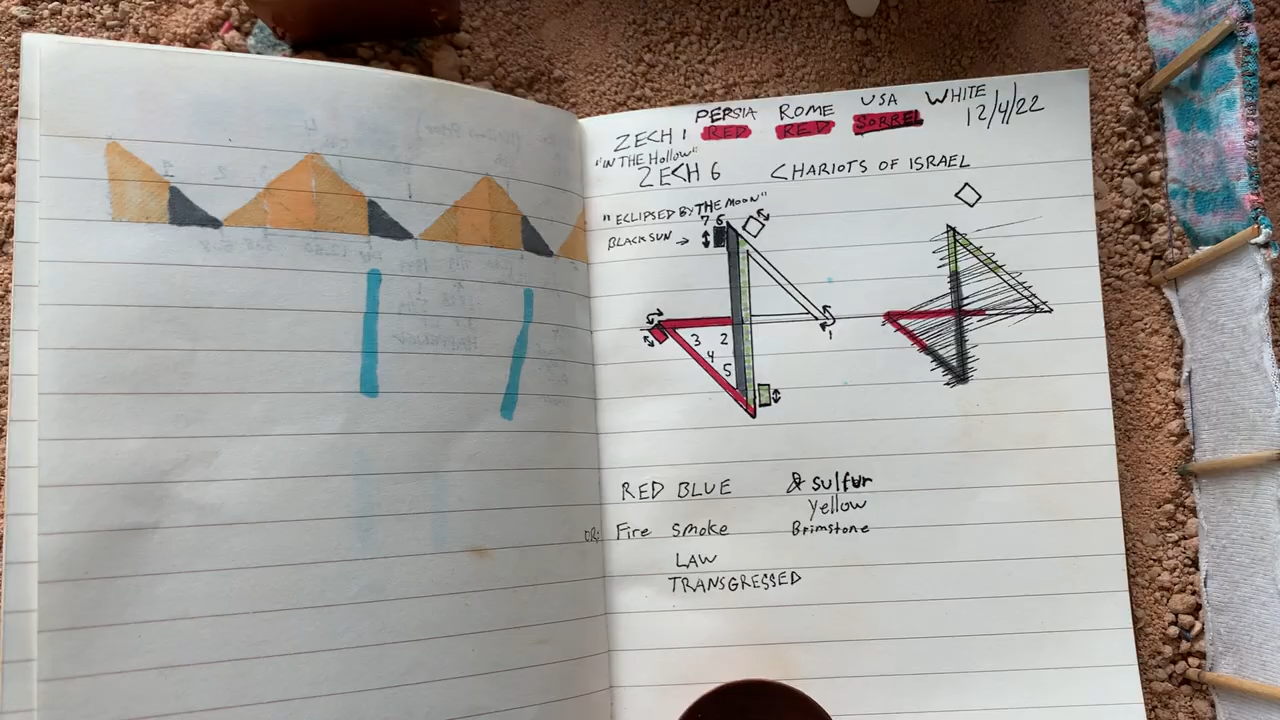 PERSIA ROME USA WHITE
ZECH 1 RED RED SORREL 12/4/22
"IN THE Hollow"
ZECH 6 CHARIOTS OF ISRAEL
"ECLIPSED BY THE MOON"
7 6
BLACK SUN →
3 2
4
5
1
RED BLUE & sulfur
yellow
OR: Fire Smoke Brimstone
LAW
TRANSGRESSED